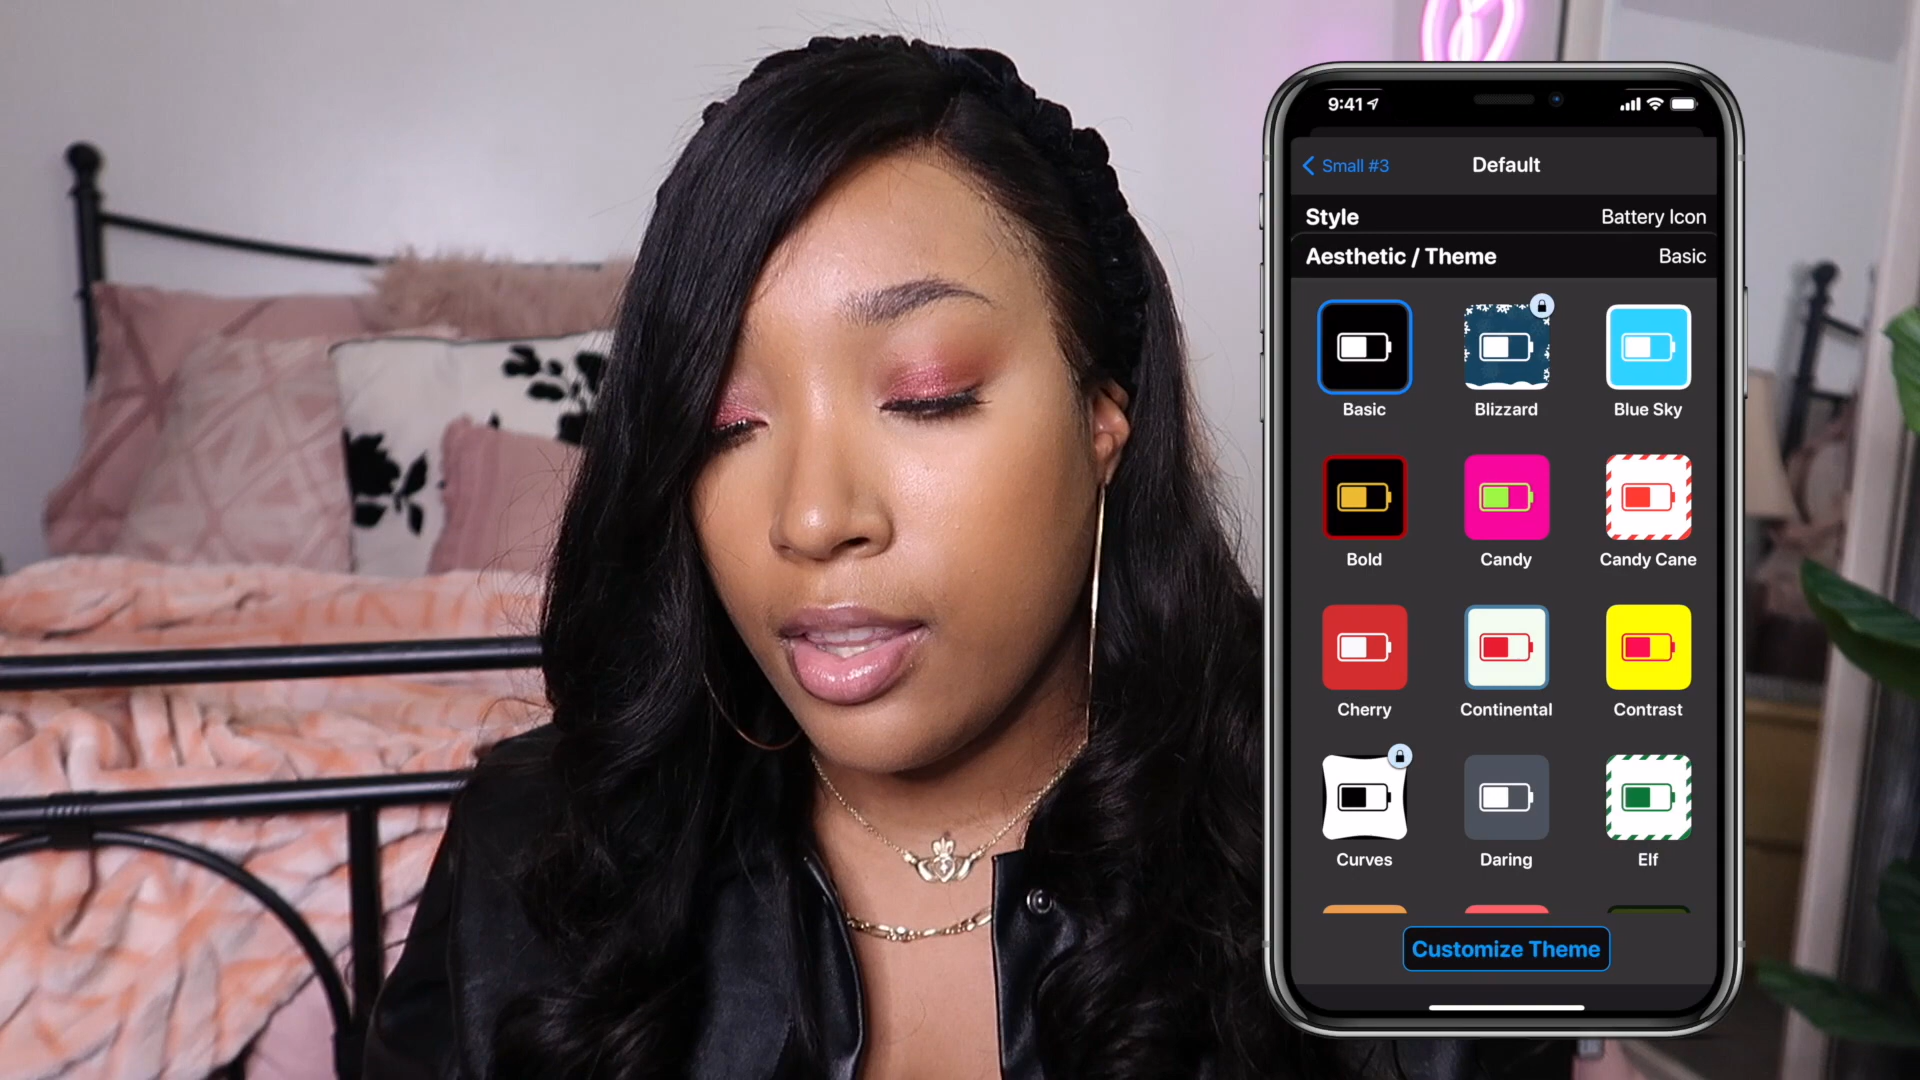 9:41
Small #3
Default
Style
Battery Icon
Aesthetic / Theme
Basic
Basic
Blizzard
Blue Sky
Bold
Candy
Candy Cane
Cherry
Continental
Contrast
Curves
Daring
Elf
Customize Theme